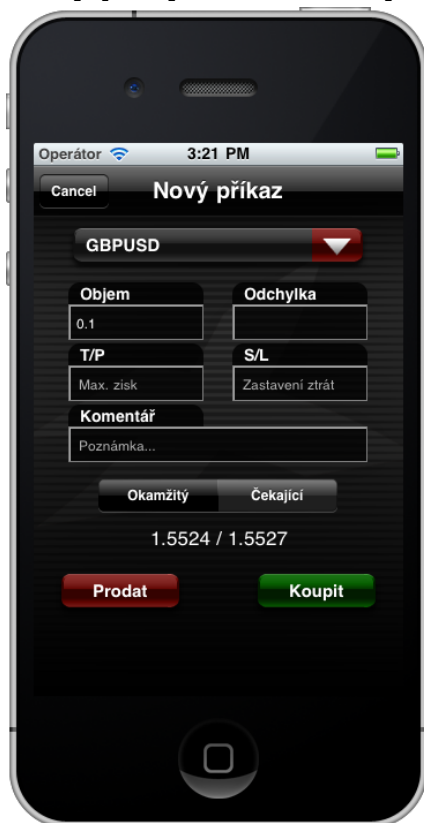 Operátor 3:21 PM
Cancel Nový příkaz
GBPUSD
Objem Odchylka
0.1
T/P S/L
Max. zisk Zastavení ztrát
Komentář
Poznámka...
Okamžitý Čekající
1.5524 / 1.5527
Prodat Koupit